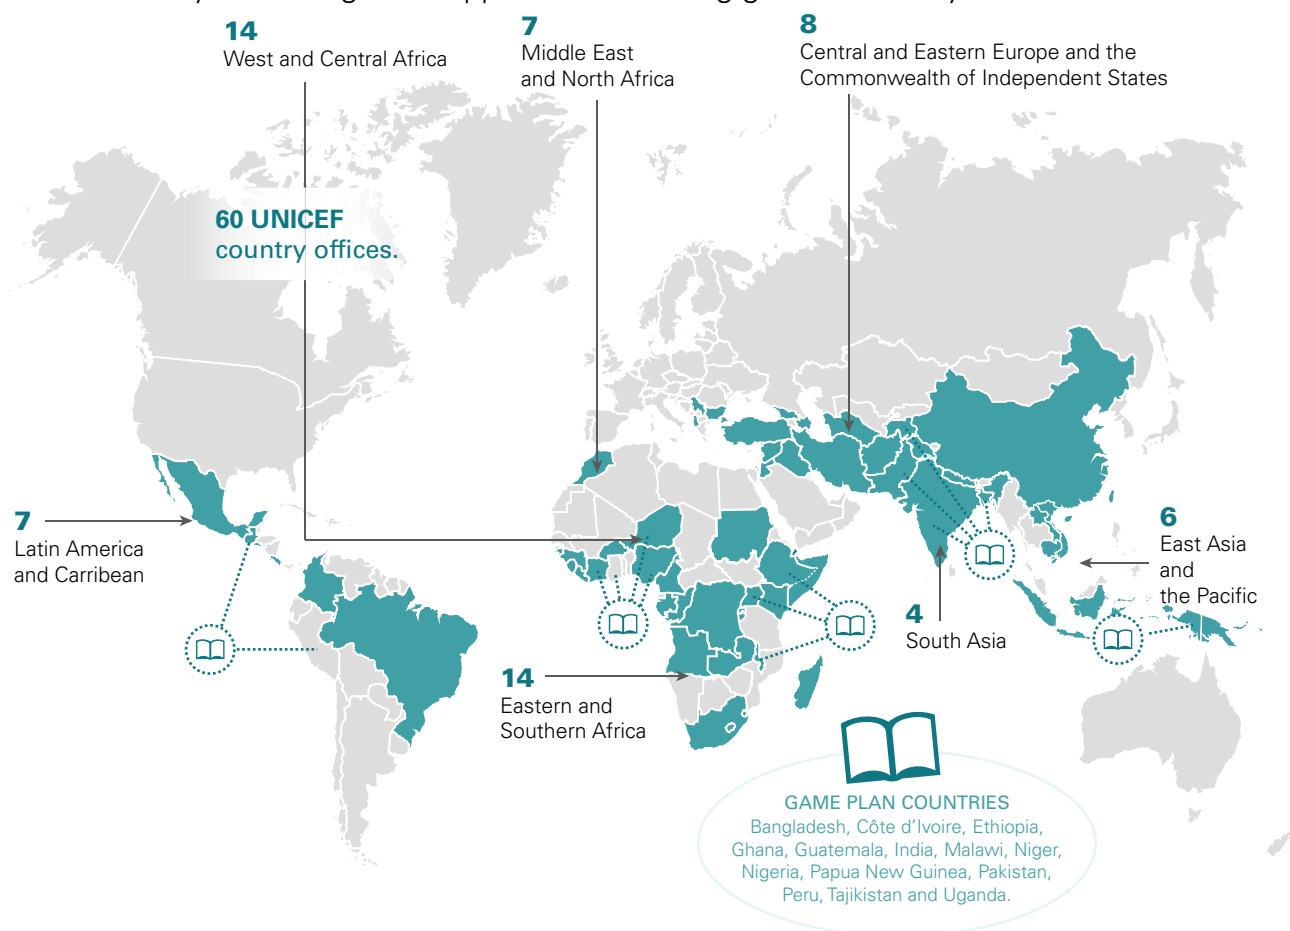 14
West and Central Africa
7
Middle East
and North Africa
8
Central and Eastern Europe and the
Commonwealth of Independent States
60 UNICEF
country offices.
7
Latin America
and Carribean
6
East Asia
and
the Pacific
4
South Asia
14
Eastern and
Southern Africa
GAME PLAN COUNTRIES
Bangladesh, Côte d’Ivoire, Ethiopia,
Ghana, Guatemala, India, Malawi, Niger,
Nigeria, Papua New Guinea, Pakistan,
Peru, Tajikistan and Uganda.